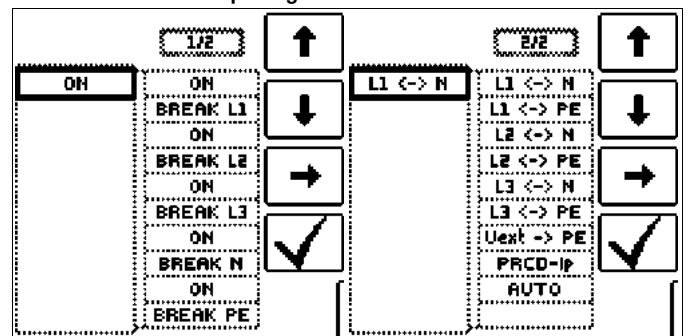 1/2
ON
ON
BREAK L1
ON
BREAK L2
ON
BREAK L3
ON
BREAK N
ON
BREAK PE
2/2
L1 <-> N
L1 <-> N
L1 <-> PE
L2 <-> N
L2 <-> PE
L3 <-> N
L3 <-> PE
Uext -> PE
PRCD-Ip
AUTO